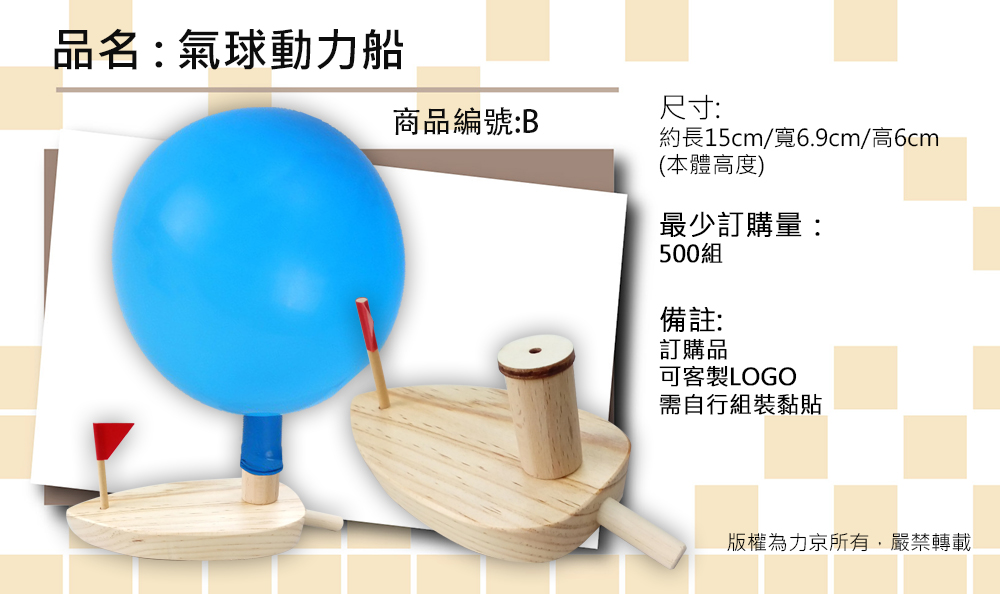 品名 : 氣球動力船
商品編號:B
尺寸:
約長15cm/寬6.9cm/高6cm
(本體高度)
最少訂購量：
500組
備註:
訂購品
可客製LOGO
需自行組裝黏貼
版權為力京所有，嚴禁轉載